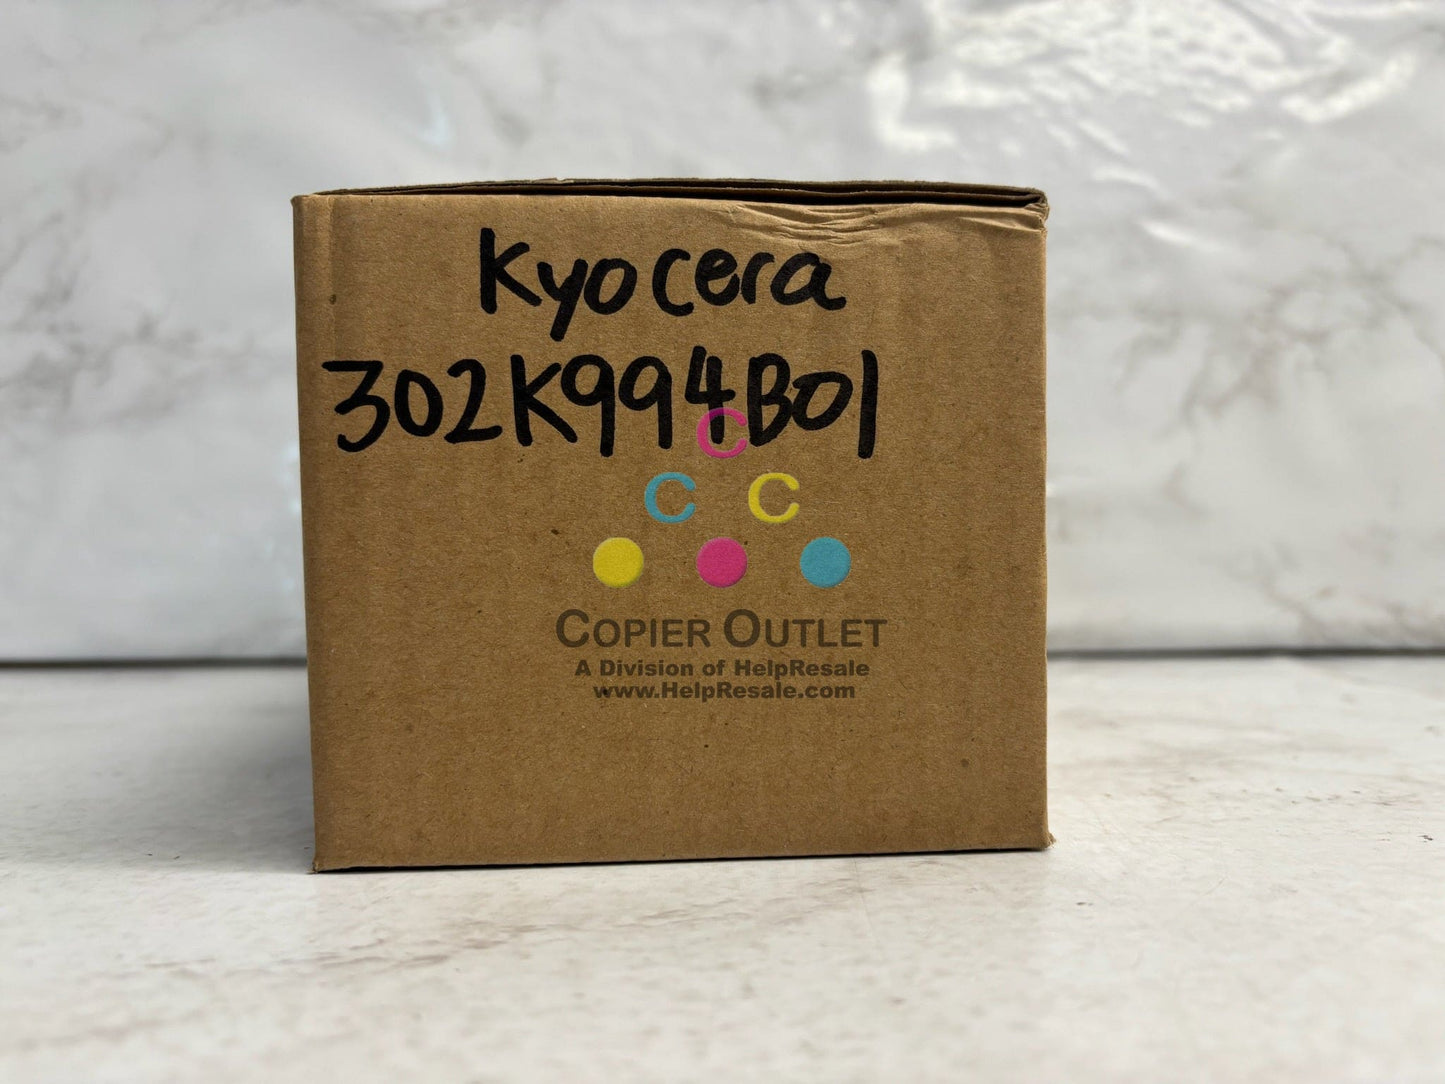 Kyocera
302K994B01
C
C C
COPIER OUTLET
A Division of HelpResale
www.HelpResale.com